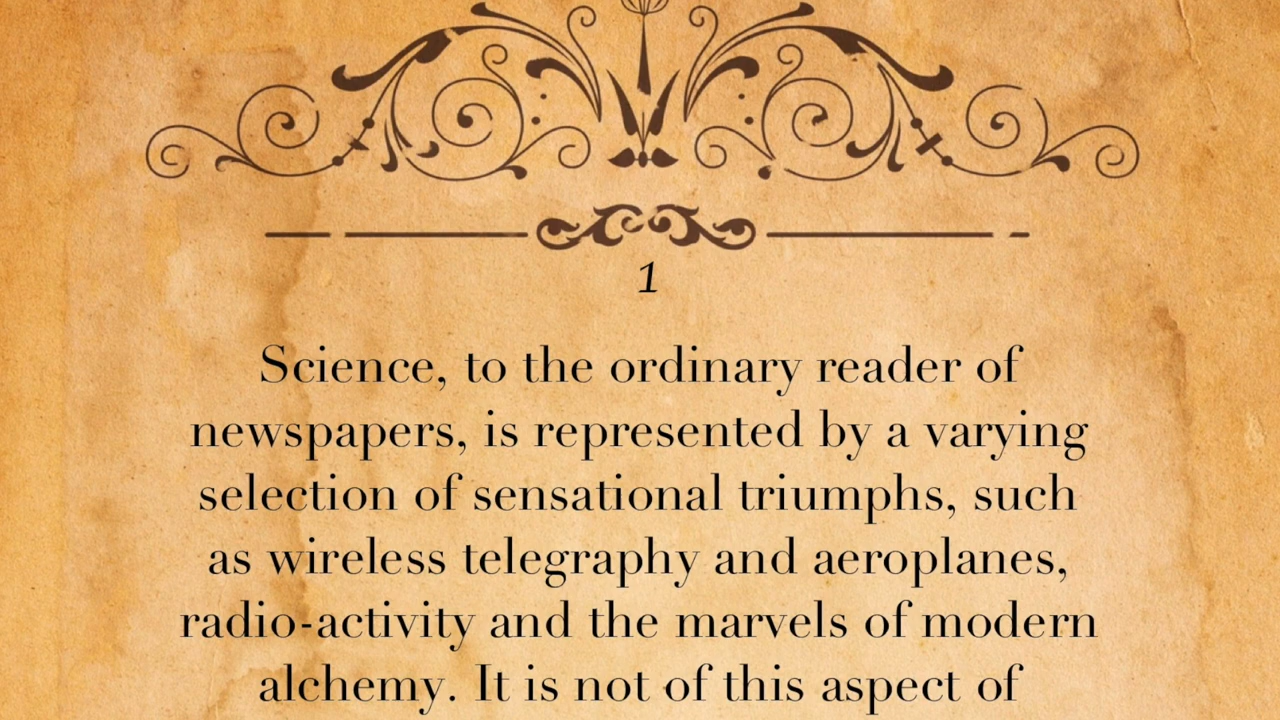 1
Science, to the ordinary reader of
newspapers, is represented by a varying
selection of sensational triumphs, such
as wireless telegraphy and aeroplanes,
radio-activity and the marvels of modern
alchemy. It is not of this aspect of